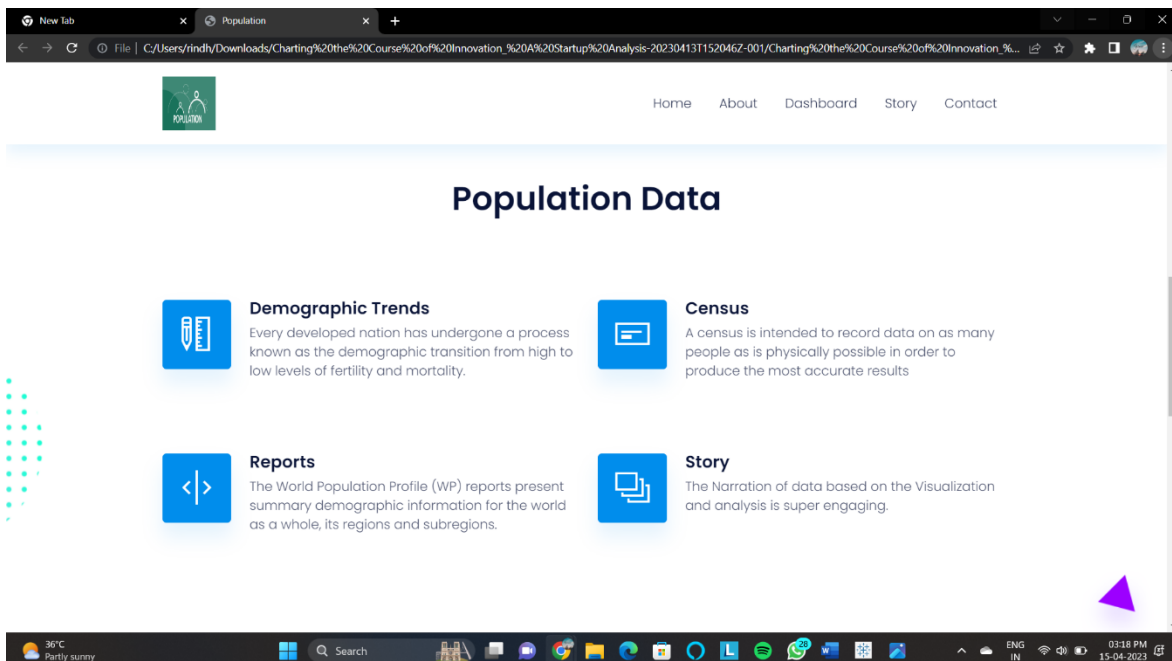 New Tab
Population
File
C:/Users/rindh/Downloads/Charting%20the%20Course%20of%20Innovation_%20A%20Startup%20Analysis-20230413T152046Z-001/Charting%20the%20Course%20of%20Innovation_%...
POPULATION
Home About Dashboard Story Contact
Population Data
Demographic Trends
Every developed nation has undergone a process
known as the demographic transition from high to
low levels of fertility and mortality.
Census
A census is intended to record data on as many
people as is physically possible in order to
produce the most accurate results
Reports
The World Population Profile (WP) reports present
summary demographic information for the world
as a whole, its regions and subregions.
Story
The Narration of data based on the Visualization
and analysis is super engaging.
36°C
Partly sunny
Search
L
28
W
ENG
IN
03:18 PM
15-04-2023